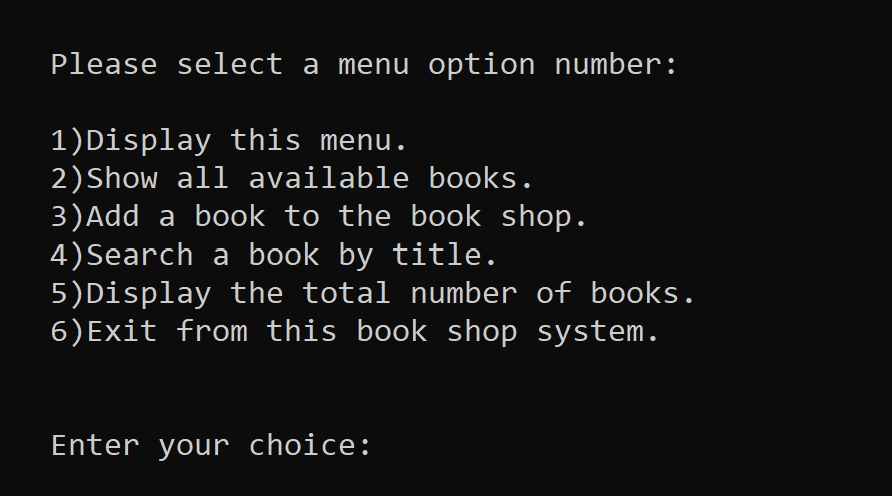 Please select a menu option number:
1)Display this menu.
2)Show all available books.
3)Add a book to the book shop.
4)Search a book by title.
5)Display the total number of books.
6)Exit from this book shop system.
Enter your choice: